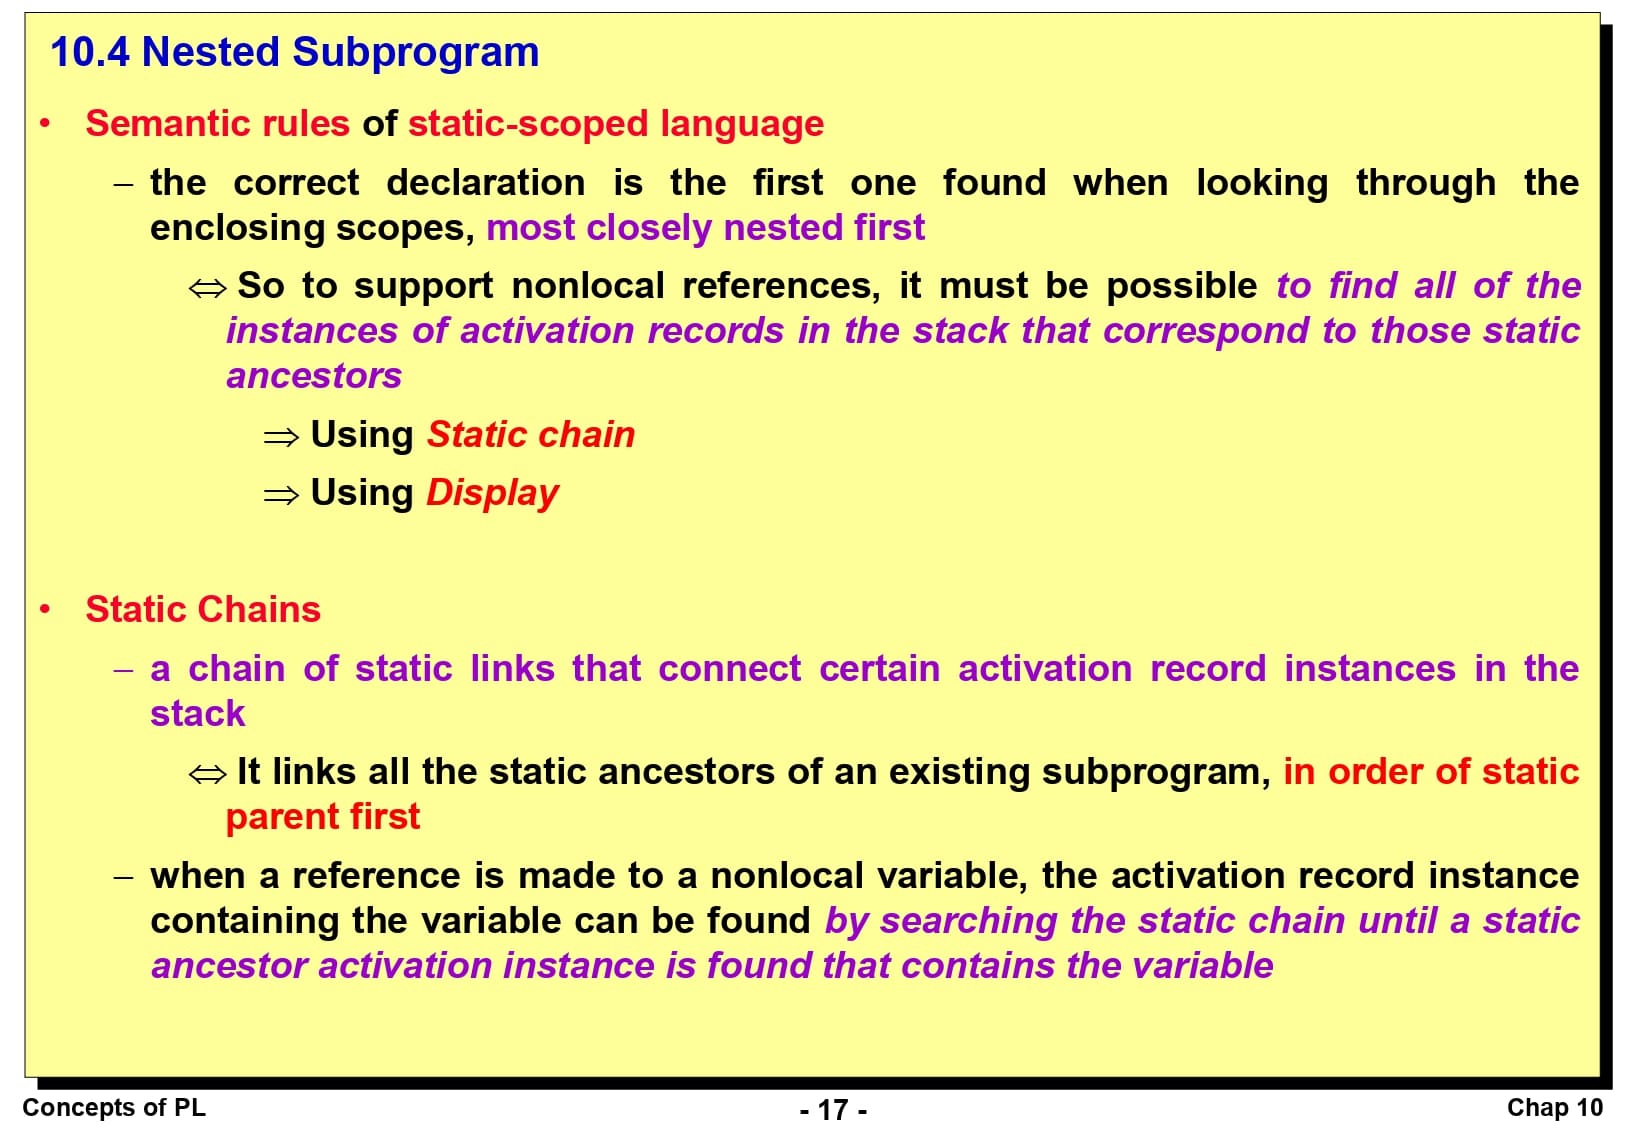 10.4 Nested Subprogram
• Semantic rules of static-scoped language
– the correct declaration is the first one found when looking through the
enclosing scopes, most closely nested first
⇔ So to support nonlocal references, it must be possible to find all of the
instances of activation records in the stack that correspond to those static
ancestors
⇒ Using Static chain
⇒ Using Display
• Static Chains
– a chain of static links that connect certain activation record instances in the
stack
⇔ It links all the static ancestors of an existing subprogram, in order of static
parent first
– when a reference is made to a nonlocal variable, the activation record instance
containing the variable can be found by searching the static chain until a static
ancestor activation instance is found that contains the variable
Concepts of PL
- 17 -
Chap 10